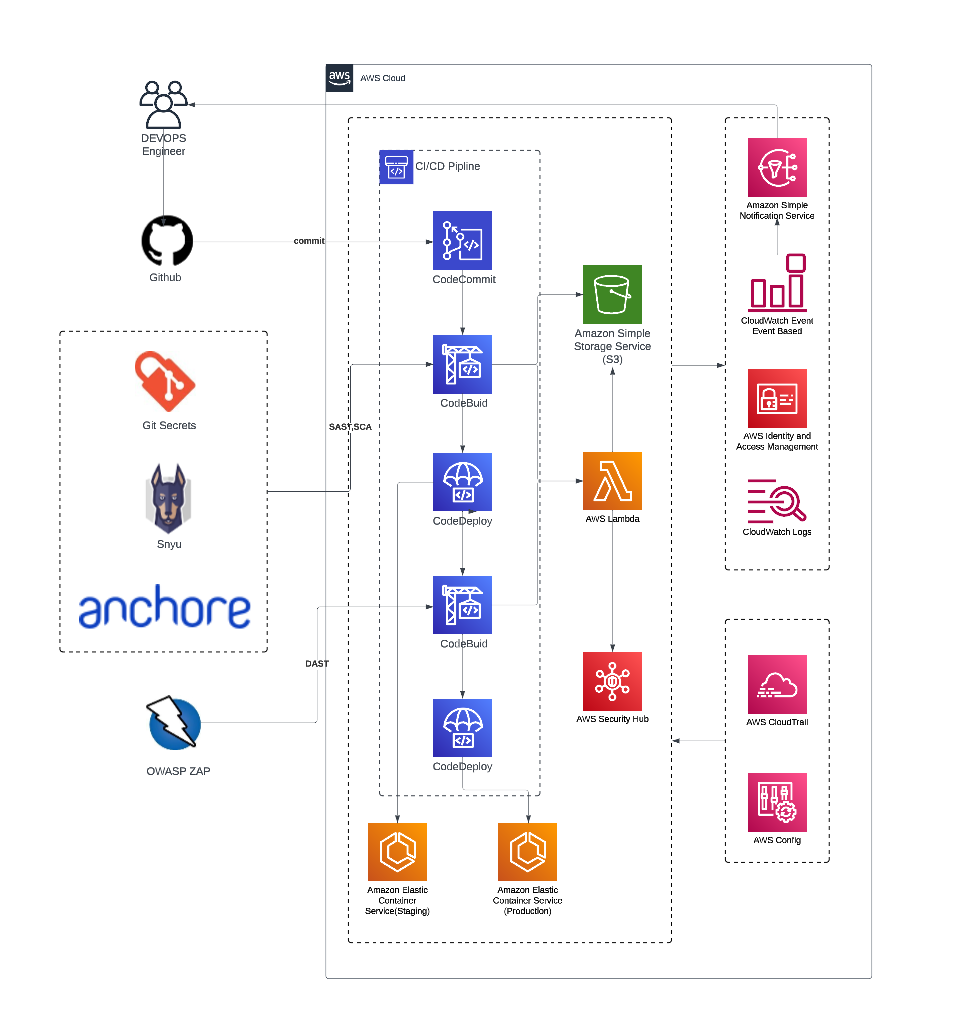 aws
AWS Cloud
DEVOPS
Engineer
CI/CD Pipline
Amazon Simple
Notification Service
commit
Github
CodeCommit
CloudWatch Event
Event Based
Amazon Simple
Storage Service
(S3)
CodeBuid
Git Secrets
SAST,SCA
AWS Identity and
Access Management
CodeDeploy
AWS Lambda
CloudWatch Logs
Snyu
anchore
CodeBuid
DAST
AWS Security Hub
AWS CloudTrail
OWASP ZAP
CodeDeploy
AWS Config
Amazon Elastic
Container
Service(Staging)
Amazon Elastic
Container Service
(Production)